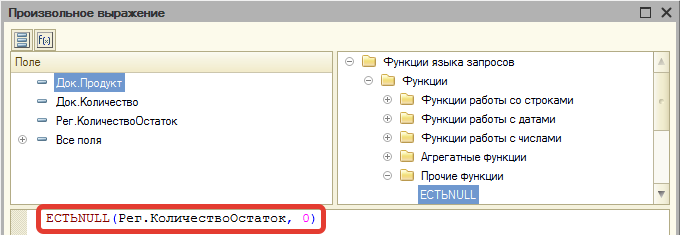 Произвольное выражение
f(x)
Поле
Док.Продукт
Док.Количество
Рег.КоличествоОстаток
Все поля
Функции языка запросов
Функции
Функции работы со строками
Функции работы с датами
Функции работы с числами
Агрегатные функции
Прочие функции
ЕСТЬNULL
ЕСТЬNULL(Рег.КоличествоОстаток, 0)